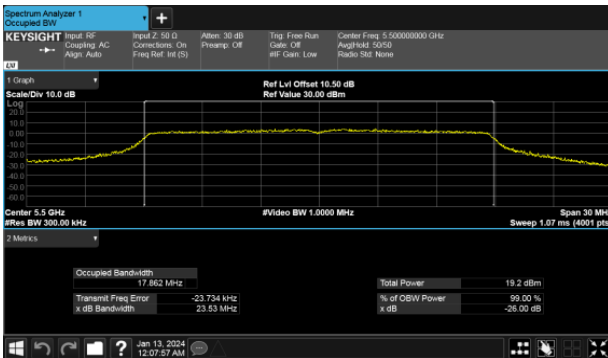 Spectrum Analyzer 1
Occupied BW
KEYSIGHT
Input: RF
Coupling: AC
Align: Auto
Input Z: 50 Ω
Corrections: On
Freq Ref: Int (S)
Atten: 30 dB
Preamp: Off
Trig: Free Run
Gate: Off
#IF Gain: Low
Center Freq: 5.500000000 GHz
Avg|Hold: 50/50
Radio Std: None
LXI
1 Graph
Scale/Div 10.0 dB
Ref Lvl Offset 10.50 dB
Ref Value 30.00 dBm
Log
20.0
10.0
0.00
-10.0
-20.0
-30.0
-40.0
-50.0
-60.0
Center 5.5 GHz
#Video BW 1.0000 MHz
Span 30 MH
#Res BW 300.00 kHz
Sweep 1.07 ms (4001 pts
2 Metrics
Occupied Bandwidth
17.862 MHz
Total Power 19.2 dBm
Transmit Freq Error -23.734 kHz
% of OBW Power 99.00 %
x dB Bandwidth 23.53 MHz
x dB -26.00 dB
?
Jan 13, 2024
12:07:57 AM